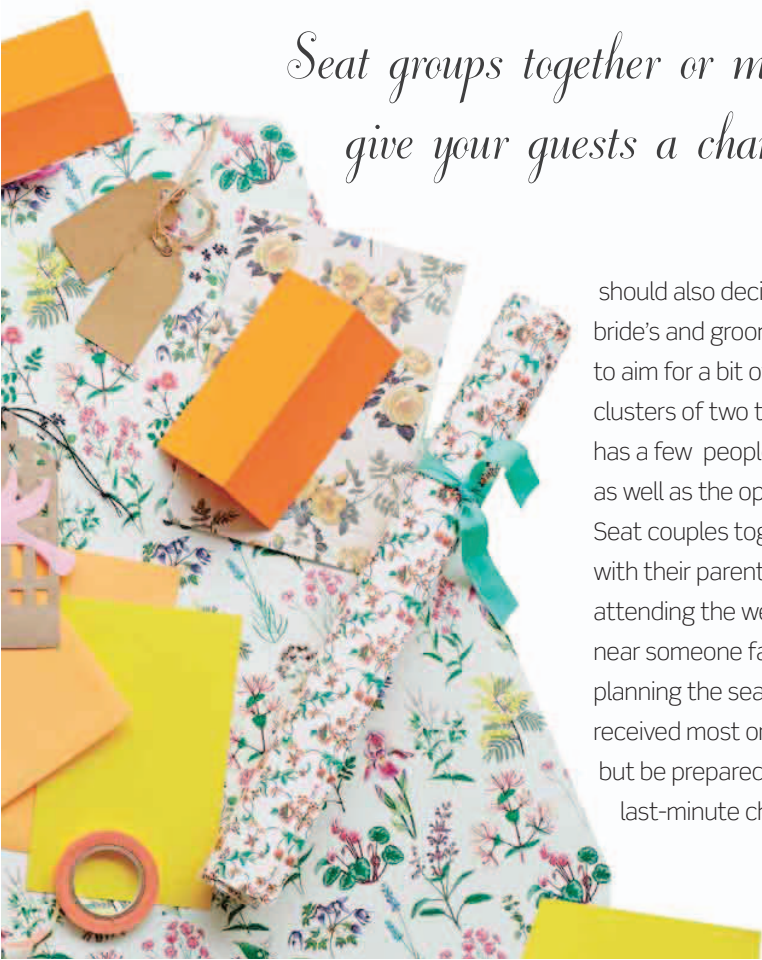 Seat groups together or m
give your guests a char
should also deci
bride's and groor
to aim for a bit o
clusters of two t
has a few peopl
as well as the op
Seat couples tog
with their parent
attending the we
near someone fa
planning the sea
received most or
but be prepared
last-minute ch